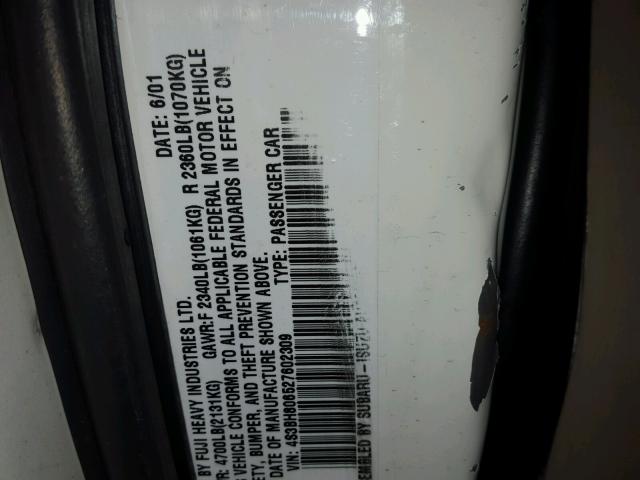 BY FUJI HEAVY INDUSTRIES LTD. DATE: 6/01
R: 4700LB(2131KG) GAWR:F 2340LB(1061KG) R 2360LB(1070KG)
VEHICLE CONFORMS TO ALL APPLICABLE FEDERAL MOTOR VEHICLE
ETY, BUMPER, AND THEFT PREVENTION STANDARDS IN EFFECT ON
DATE OF MANUFACTURE SHOWN ABOVE.
VIN: 4S3BH806527602309 TYPE: PASSENGER CAR
EMBLED BY SUBARU-ISUZU